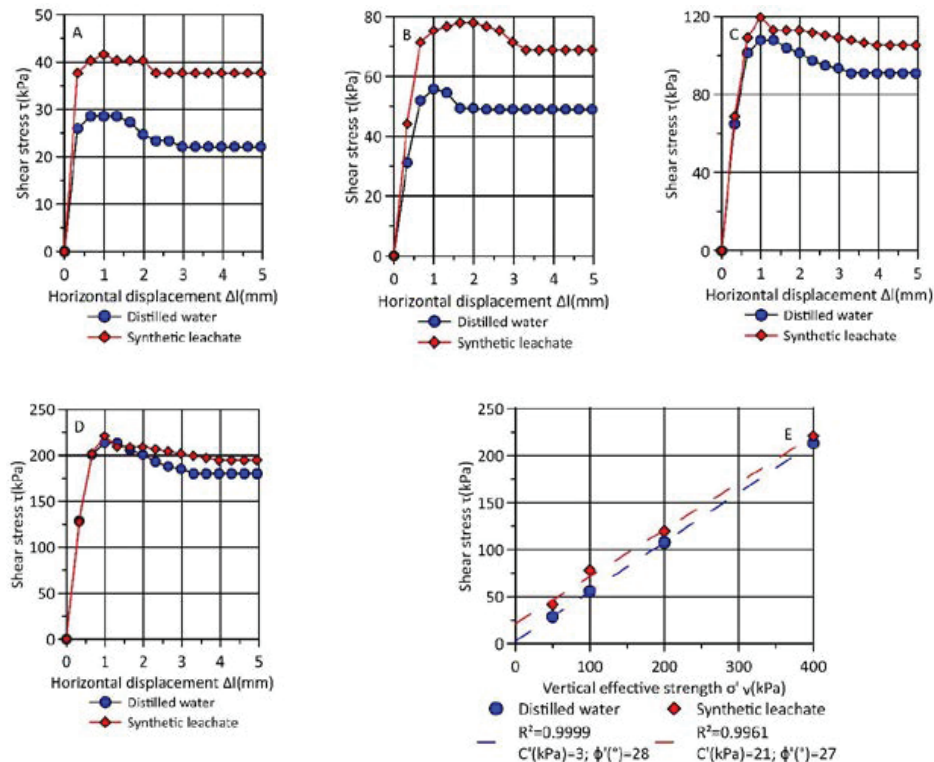 A
Shear stress τ(kPa)
50
40
30
20
10
0
0 1 2 3 4 5
Horizontal displacement Δl(mm)
Distilled water
Synthetic leachate
B
Shear stress τ(kPa)
80
60
40
20
0
0 1 2 3 4 5
Horizontal displacement Δl(mm)
Distilled water
Synthetic leachate
C
Shear stress τ(kPa)
120
80
40
0
0 1 2 3 4 5
Horizontal displacement Δl(mm)
Distilled water
Synthetic leachate
D
Shear stress τ(kPa)
250
200
150
100
50
0
0 1 2 3 4 5
Horizontal displacement Δl(mm)
Distilled water
Synthetic leachate
E
Shear stress τ(kPa)
250
200
150
100
50
0
0 100 200 300 400
Vertical effective strength σ' v(kPa)
Distilled water Synthetic leachate
R²=0.9999 R²=0.9961
C'(kPa)=3; ϕ'(°)=28 C'(kPa)=21; ϕ'(°)=27